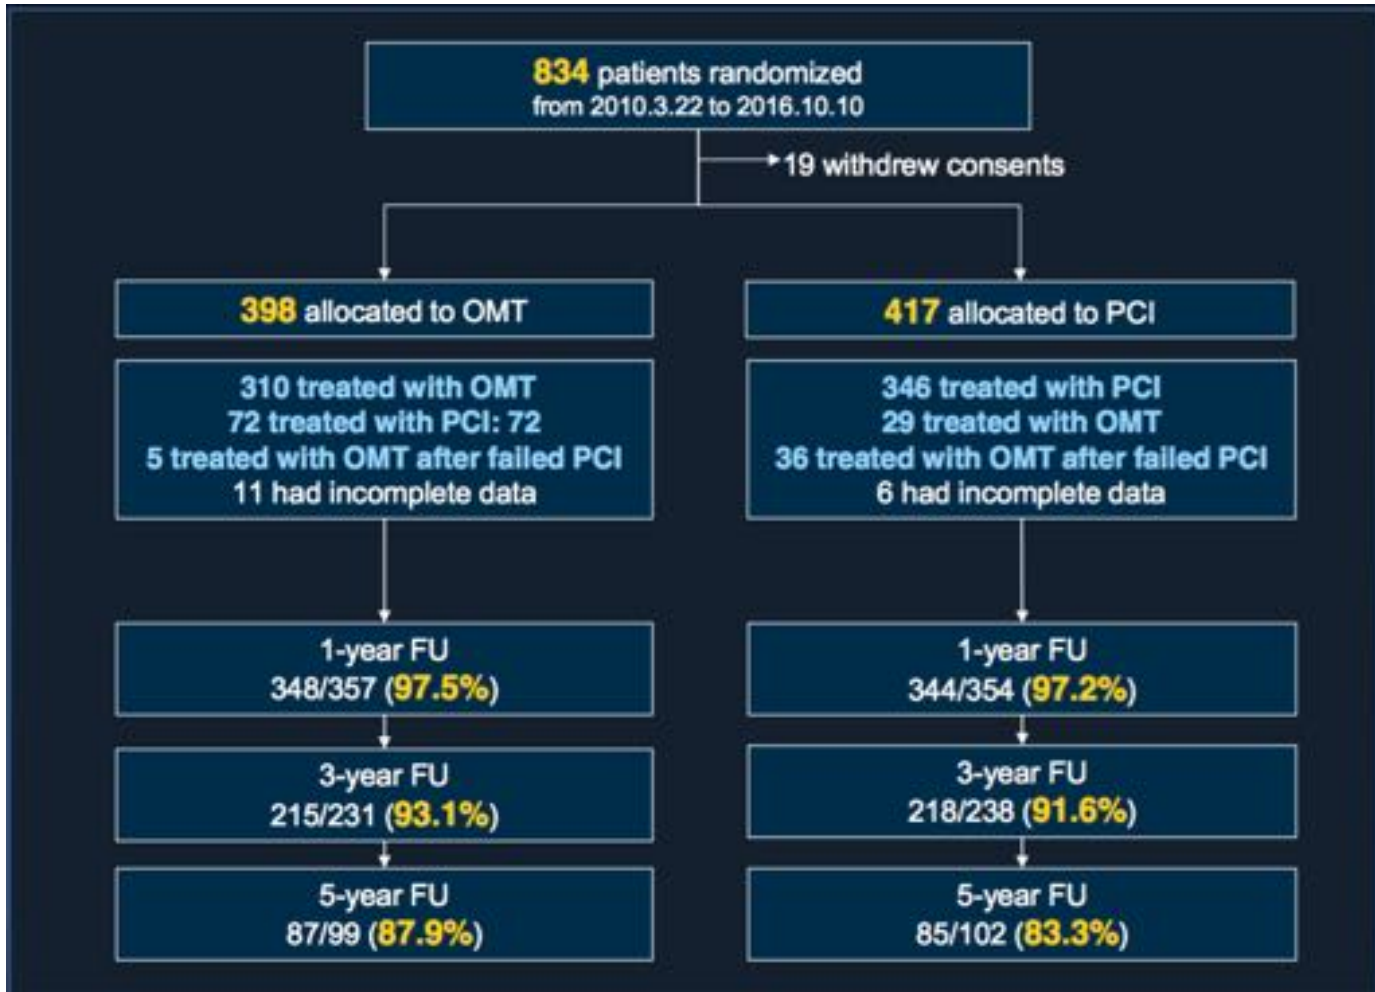 834 patients randomized
from 2010.3.22 to 2016.10.10
19 withdrew consents
398 allocated to OMT
310 treated with OMT
72 treated with PCI: 72
5 treated with OMT after failed PCI
11 had incomplete data
1-year FU
348/357 (97.5%)
3-year FU
215/231 (93.1%)
5-year FU
87/99 (87.9%)
417 allocated to PCI
346 treated with PCI
29 treated with OMT
36 treated with OMT after failed PCI
6 had incomplete data
1-year FU
344/354 (97.2%)
3-year FU
218/238 (91.6%)
5-year FU
85/102 (83.3%)